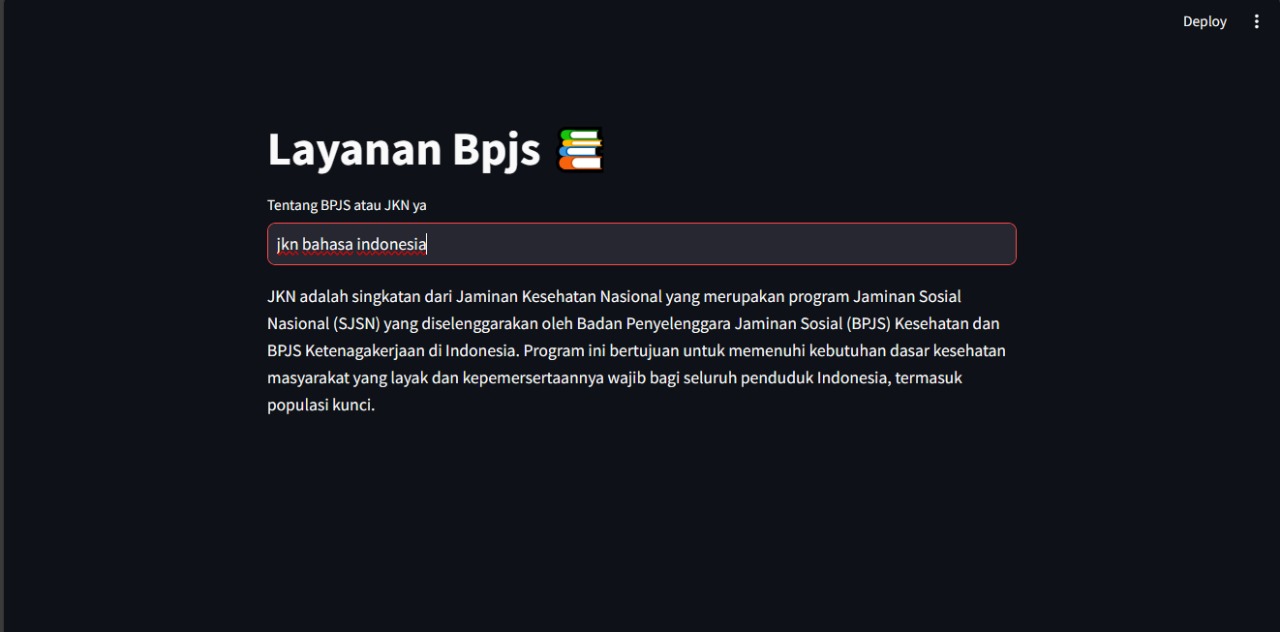 Deploy
Layanan Bpjs
Tentang BPJS atau JKN ya
jkn bahasa indonesia
JKN adalah singkatan dari Jaminan Kesehatan Nasional yang merupakan program Jaminan Sosial
Nasional (SJSN) yang diselenggarakan oleh Badan Penyelenggara Jaminan Sosial (BPJS) Kesehatan dan
BPJS Ketenagakerjaan di Indonesia. Program ini bertujuan untuk memenuhi kebutuhan dasar kesehatan
masyarakat yang layak dan kepemersertaannya wajib bagi seluruh penduduk Indonesia, termasuk
populasi kunci.